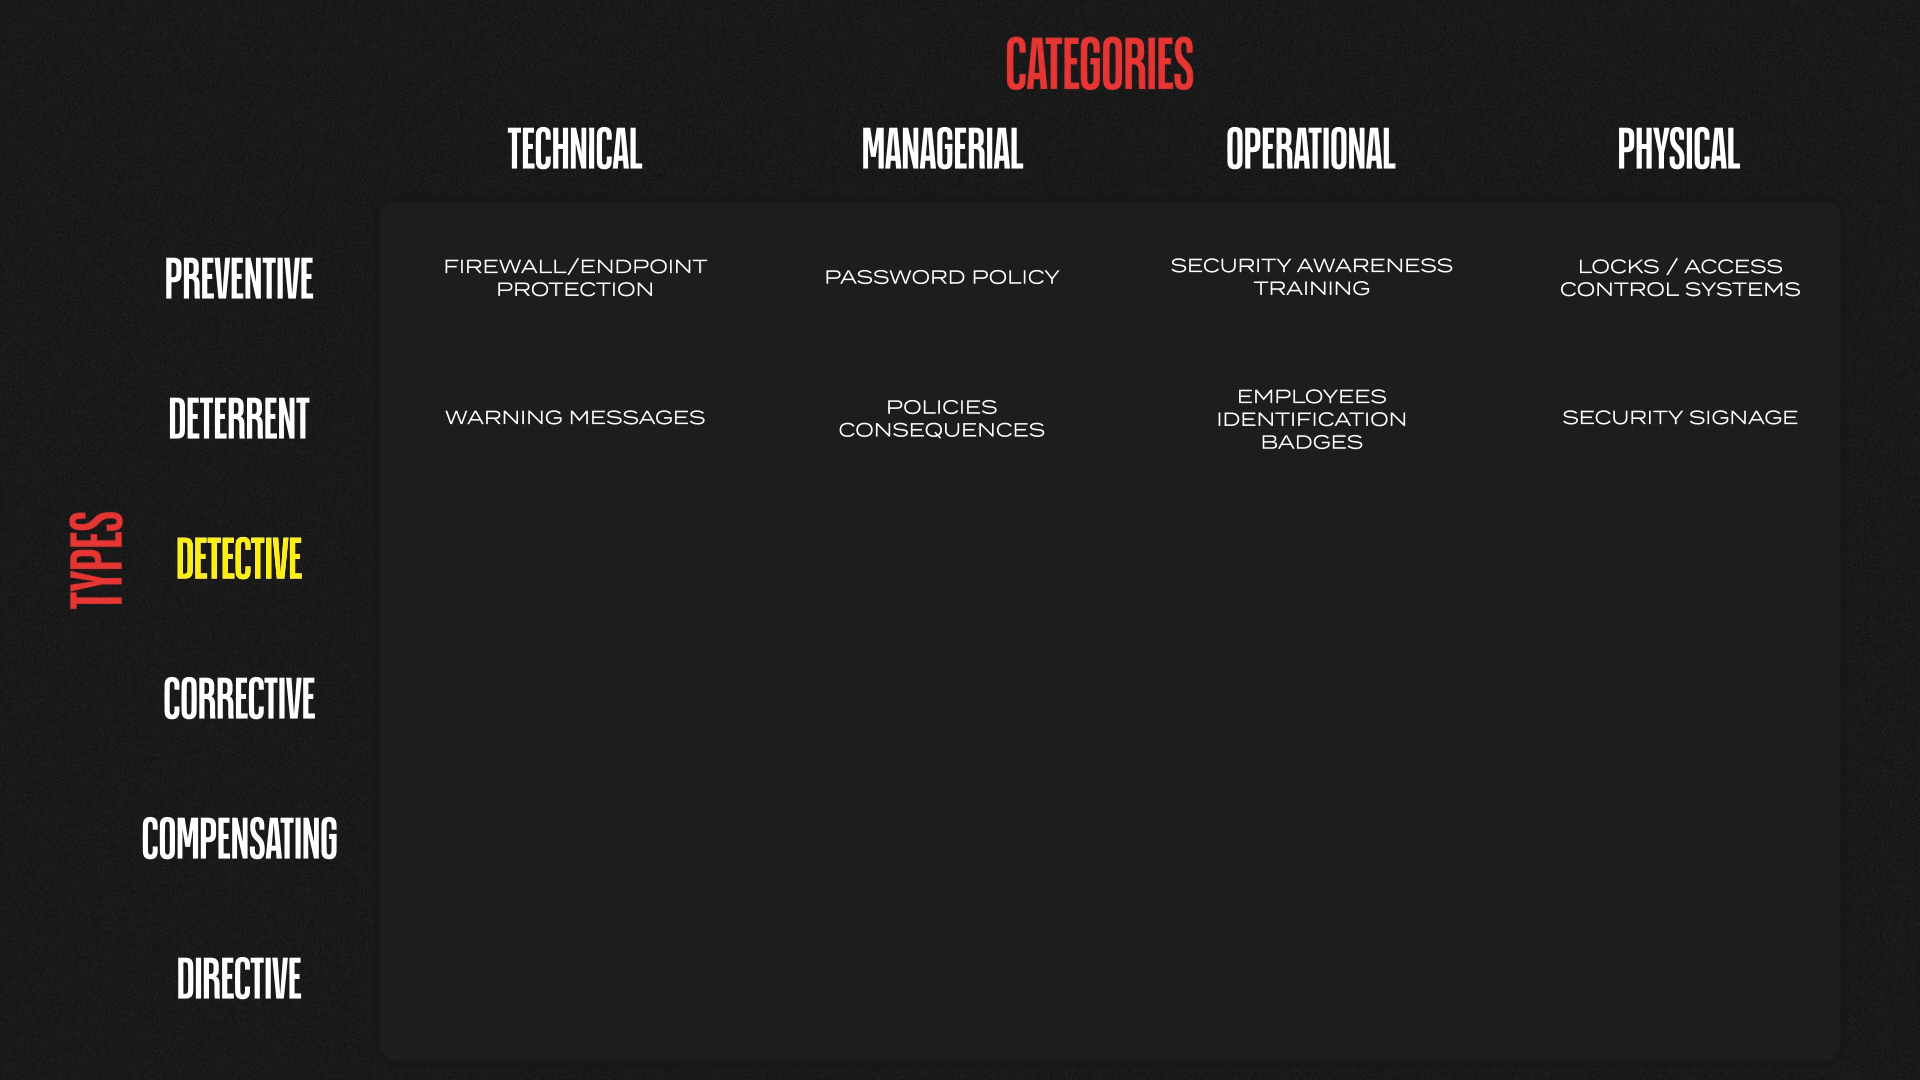 CATEGORIES
TECHNICAL
MANAGERIAL
OPERATIONAL
PHYSICAL
TYPES
PREVENTIVE
FIREWALL/ENDPOINT
PROTECTION
PASSWORD POLICY
SECURITY AWARENESS
TRAINING
LOCKS / ACCESS
CONTROL SYSTEMS
DETERRENT
WARNING MESSAGES
POLICIES
CONSEQUENCES
EMPLOYEES
IDENTIFICATION
BADGES
SECURITY SIGNAGE
DETECTIVE
CORRECTIVE
COMPENSATING
DIRECTIVE